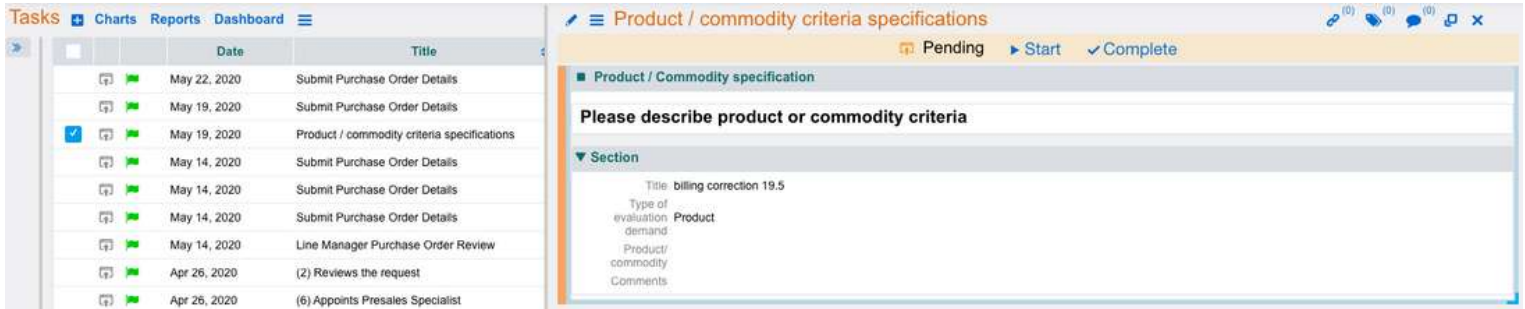 Tasks Charts Reports Dashboard
Date Title
May 22, 2020 Submit Purchase Order Details
May 19, 2020 Submit Purchase Order Details
May 19, 2020 Product / commodity criteria specifications
May 14, 2020 Submit Purchase Order Details
May 14, 2020 Submit Purchase Order Details
May 14, 2020 Submit Purchase Order Details
May 14, 2020 Line Manager Purchase Order Review
Apr 26, 2020 (2) Reviews the request
Apr 26, 2020 (6) Appoints Presales Specialist
Product / commodity criteria specifications (0) (0) (0)
Pending Start Complete
Product / Commodity specification
Please describe product or commodity criteria
Section
Title billing correction 19.5
Type of
evaluation Product
demand
Product/
commodity
Comments